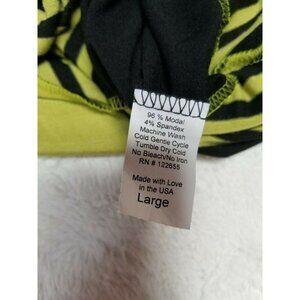 96 % Modal
4% Spandex
Machine Wash
Cold Gentle Cycle
Tumble Dry Cold
No Bleach/No Iron
RN # 122655
Made with Love
in the USA
Large